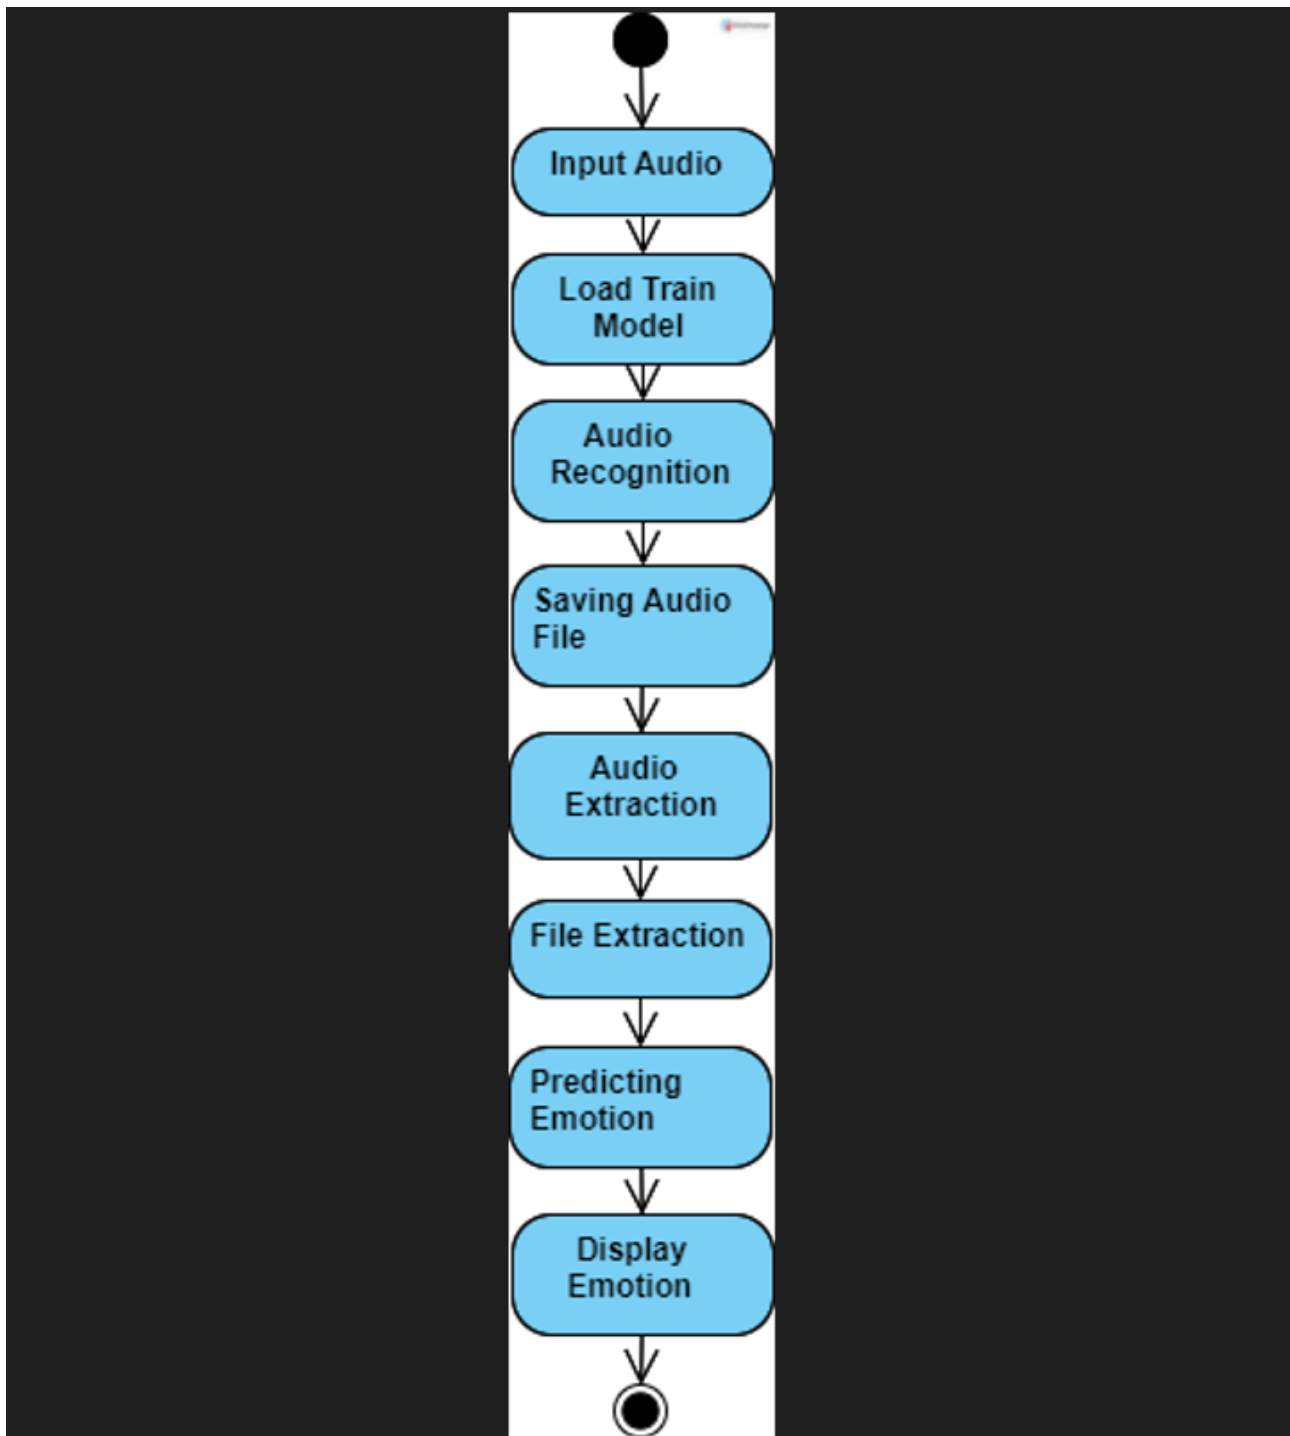 Input Audio
Load Train
Model
Audio
Recognition
Saving Audio
File
Audio
Extraction
File Extraction
Predicting
Emotion
Display
Emotion